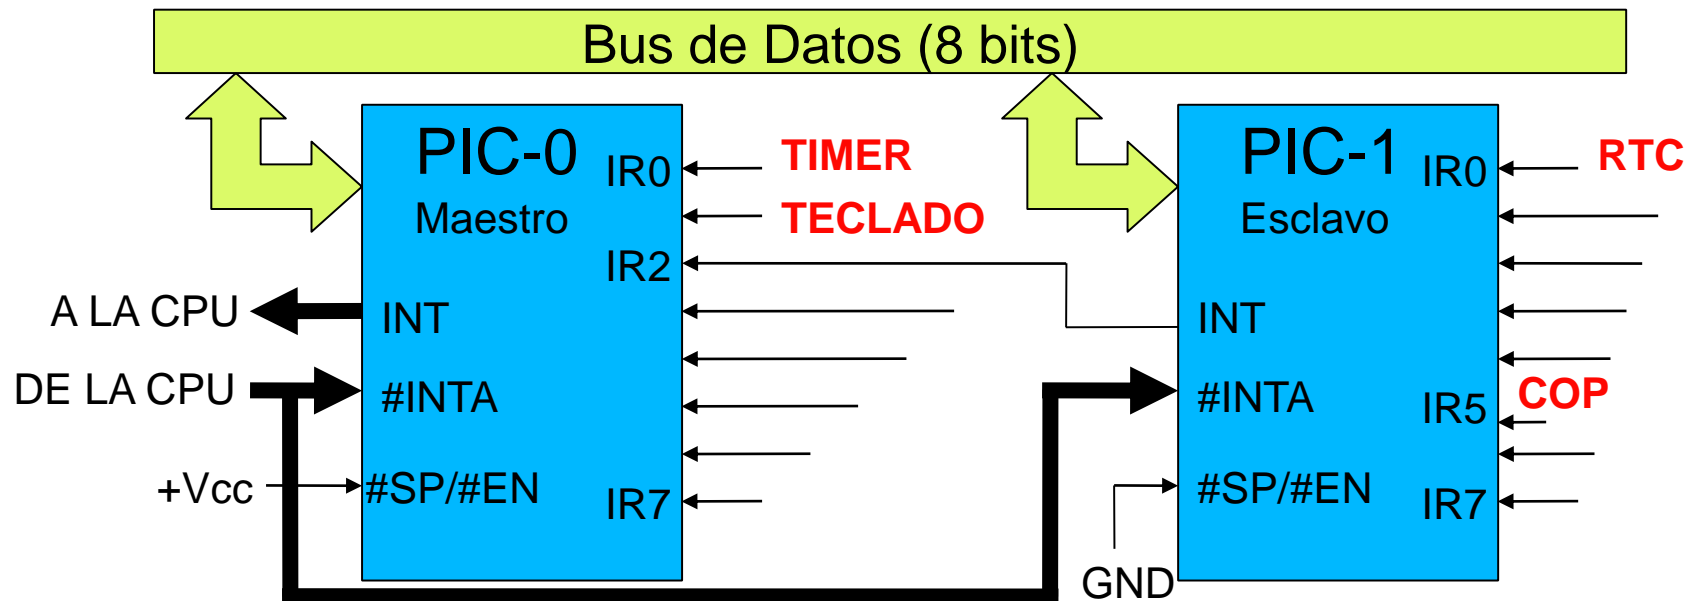 Bus de Datos (8 bits)
PIC-0
Maestro
IR0
TIMER
TECLADO
IR2
A LA CPU
INT
DE LA CPU
#INTA
+Vcc
#SP/#EN
IR7
PIC-1
Esclavo
IR0
RTC
INT
#INTA
IR5
COP
#SP/#EN
IR7
GND